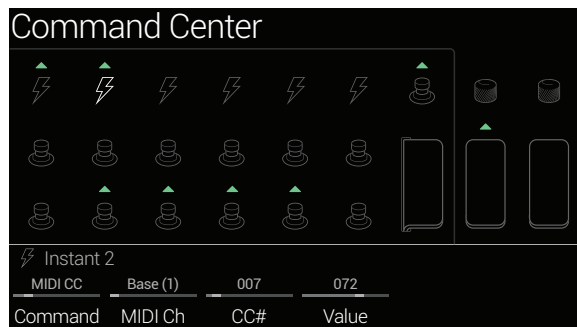 Command Center
Instant 2
MIDI CC Base (1) 007 072
Command MIDI Ch CC# Value